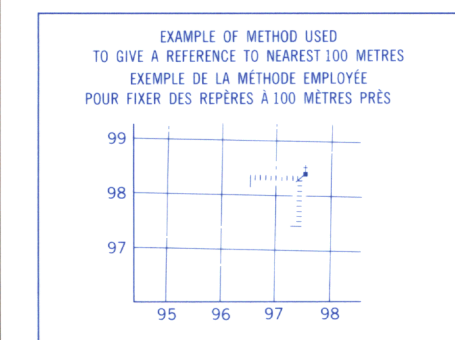 EXAMPLE OF METHOD USED
TO GIVE A REFERENCE TO NEAREST 100 METRES
EXEMPLE DE LA MÉTHODE EMPLOYÉE
POUR FIXER DES REPÈRES À 100 MÈTRES PRÈS
99
98
97
95 96 97 98